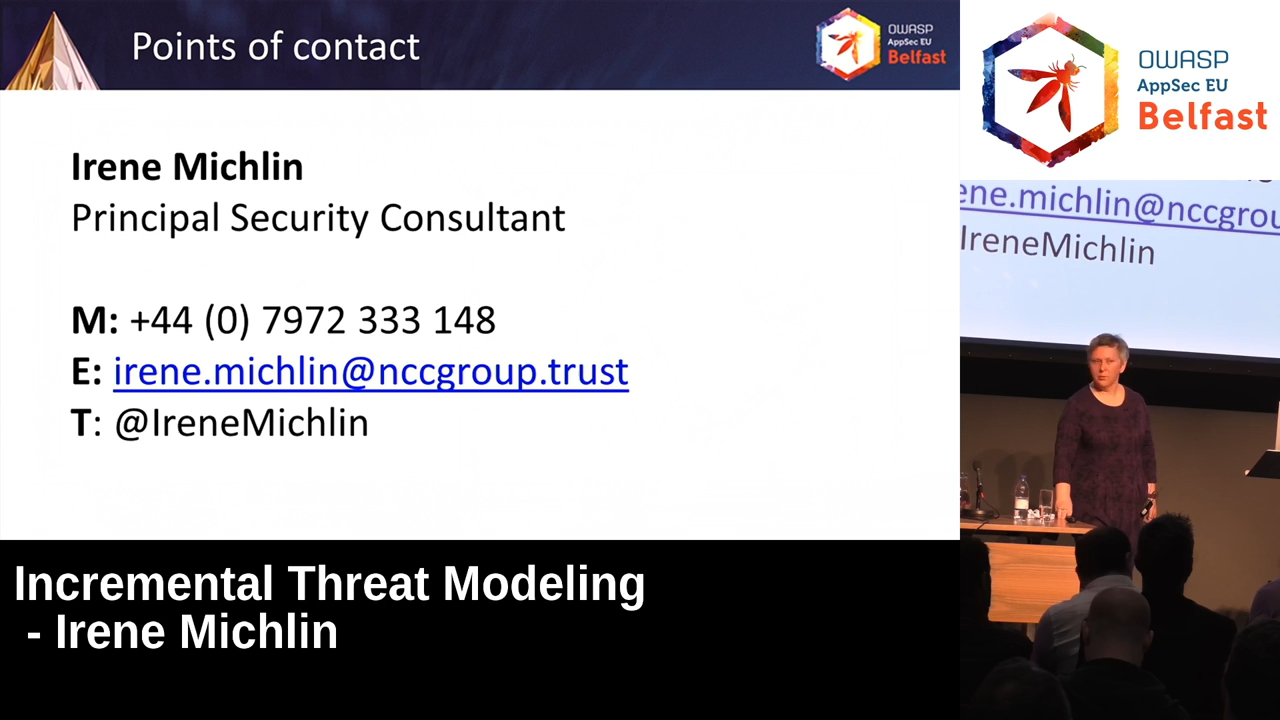 Points of contact
OWASP
AppSec EU
Belfast
Irene Michlin
Principal Security Consultant
M: +44 (0) 7972 333 148
E: irene.michlin@nccgroup.trust
T: @IreneMichlin
Incremental Threat Modeling
- Irene Michlin
OWASP
AppSec EU
Belfast
ene.michlin@nccgrou
IreneMichlin